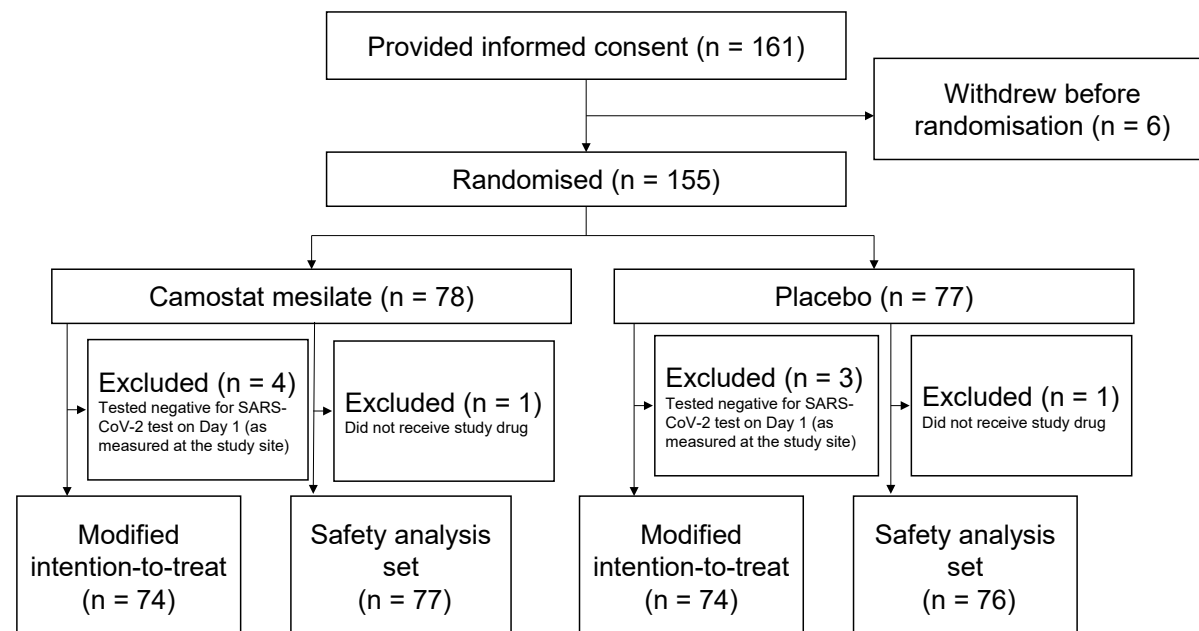 Provided informed consent (n = 161)
Withdrew before
randomisation (n = 6)
Randomised (n = 155)
Camostat mesilate (n = 78)
Placebo (n = 77)
Excluded (n = 4)
Tested negative for SARS-
CoV-2 test on Day 1 (as
measured at the study site)
Excluded (n = 1)
Did not receive study drug
Excluded (n = 3)
Tested negative for SARS-
CoV-2 test on Day 1 (as
measured at the study site)
Excluded (n = 1)
Did not receive study drug
Modified
intention-to-treat
(n = 74)
Safety analysis
set
(n = 77)
Modified
intention-to-treat
(n = 74)
Safety analysis
set
(n = 76)